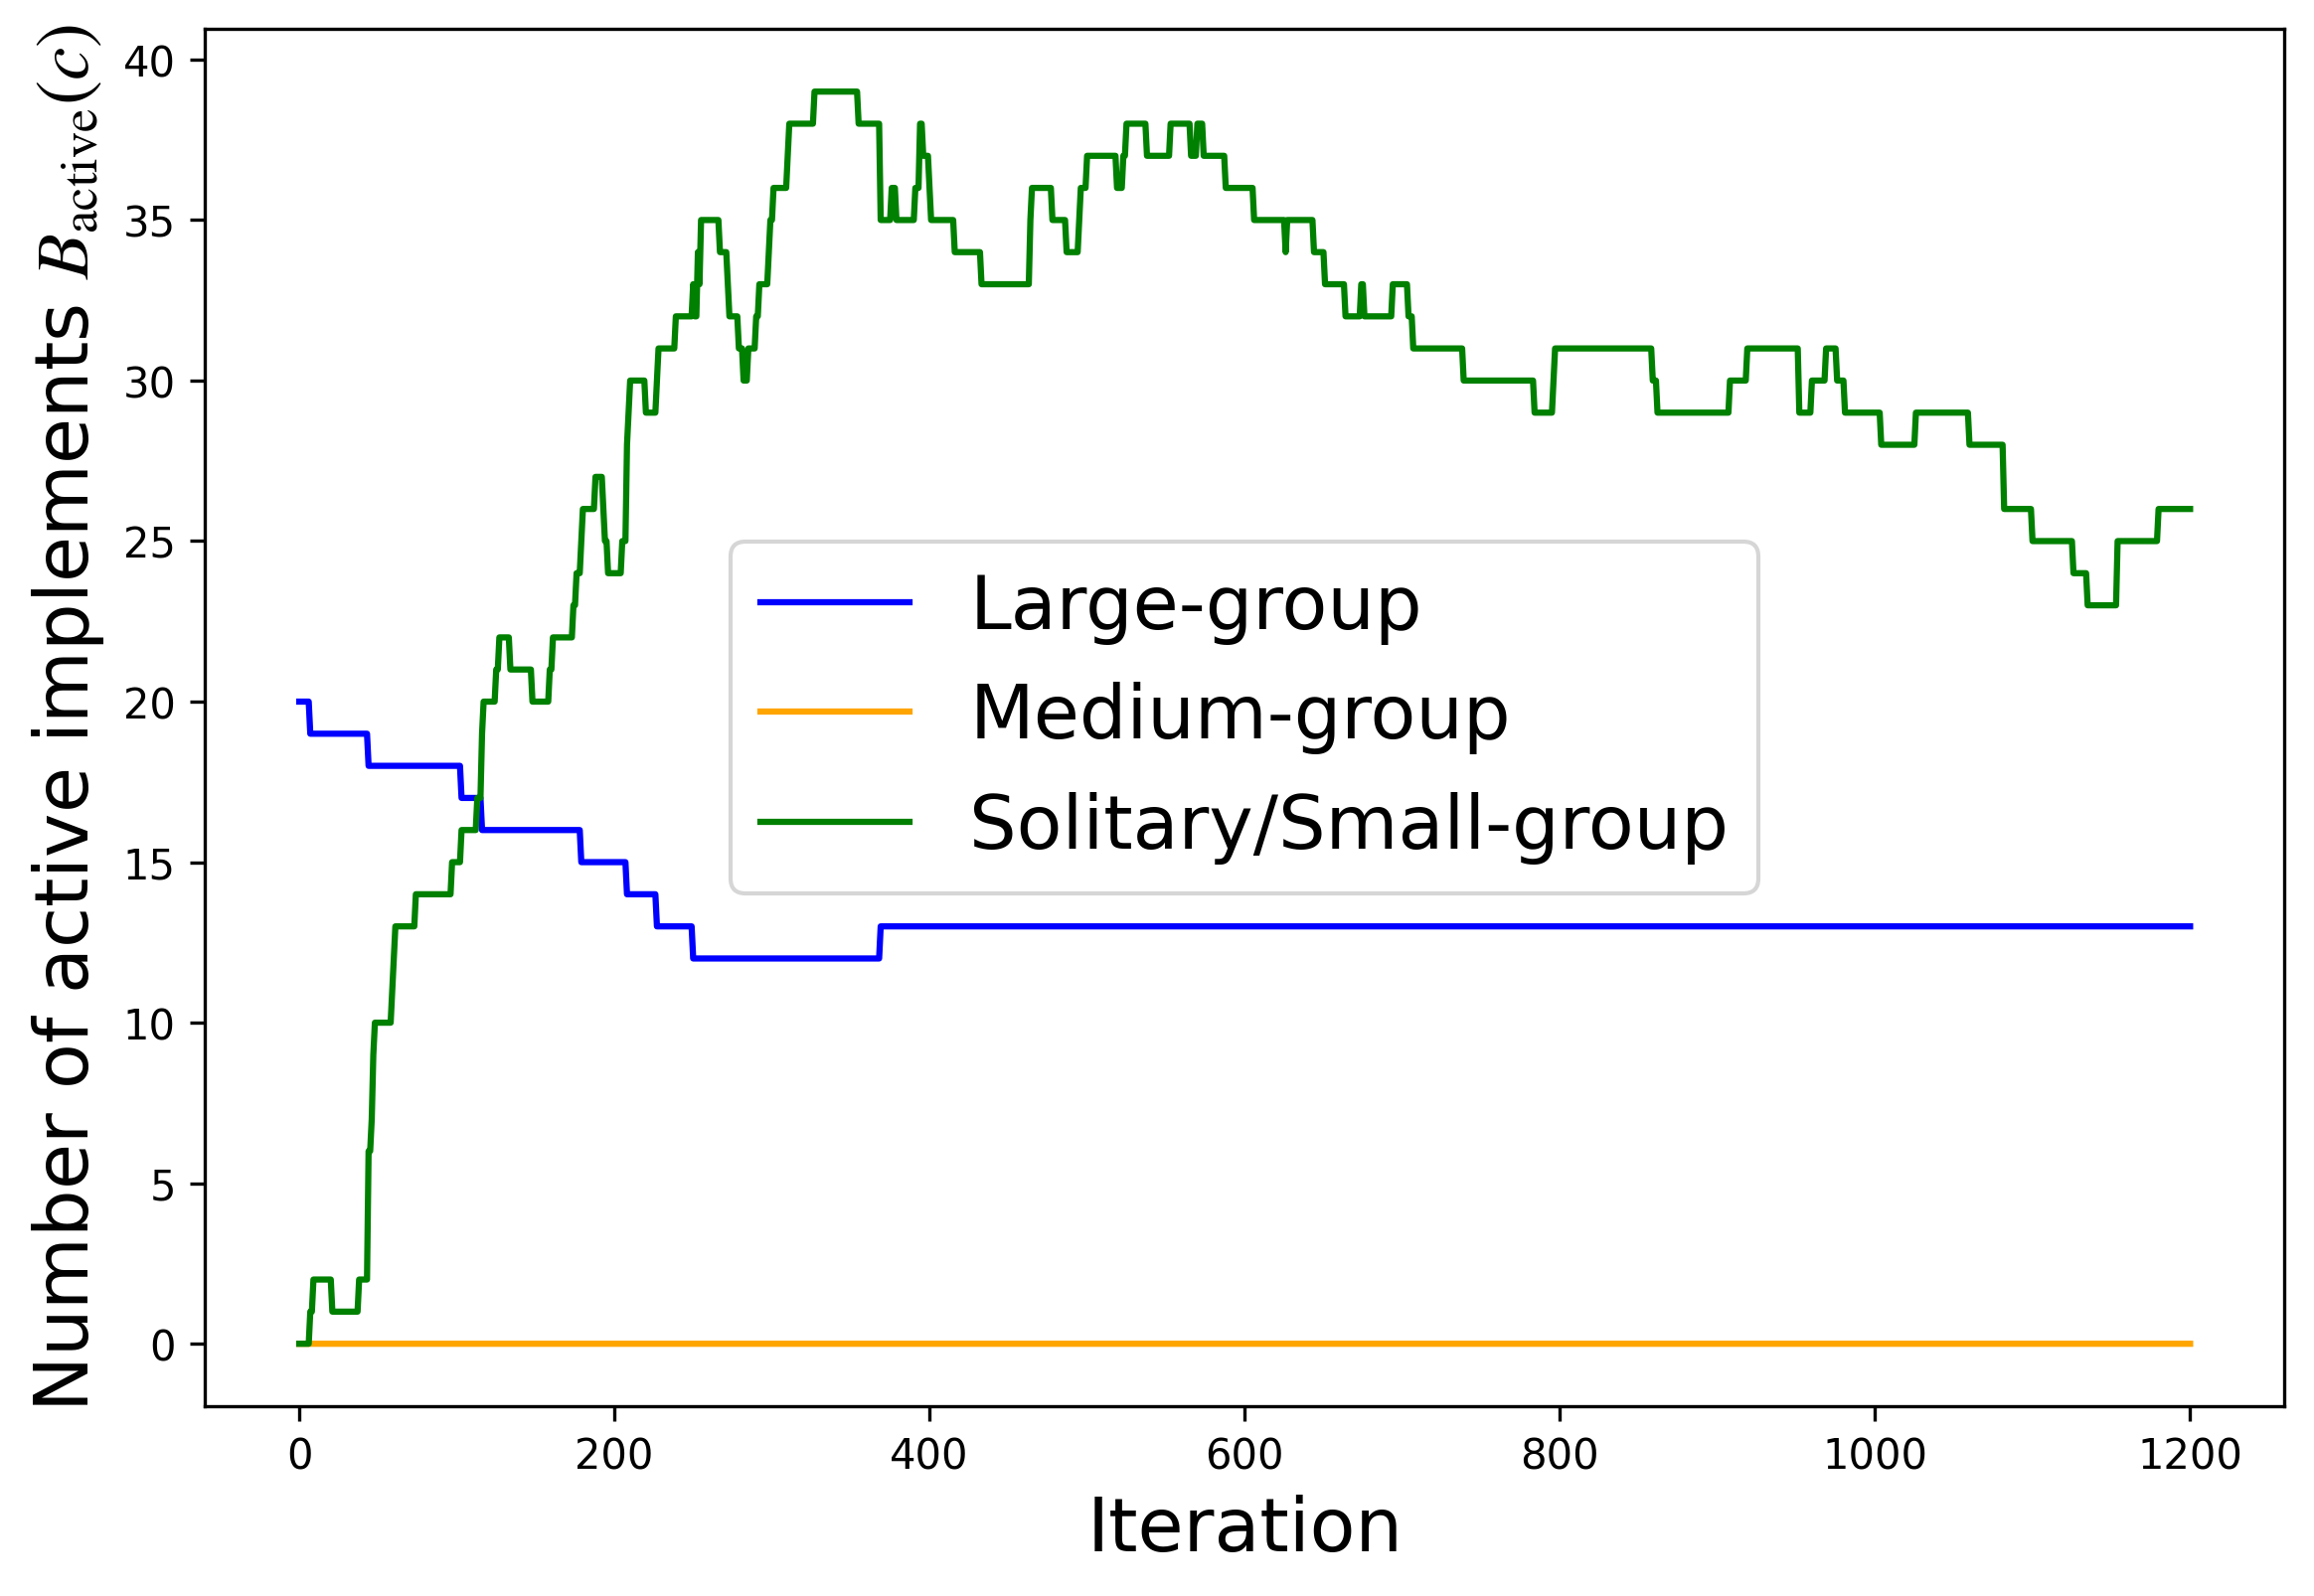 Number of active implements B_active(c)
40
35
30
25
20
15
10
5
0
Large-group
Medium-group
Solitary/Small-group
0 200 400 600 800 1000 1200
Iteration